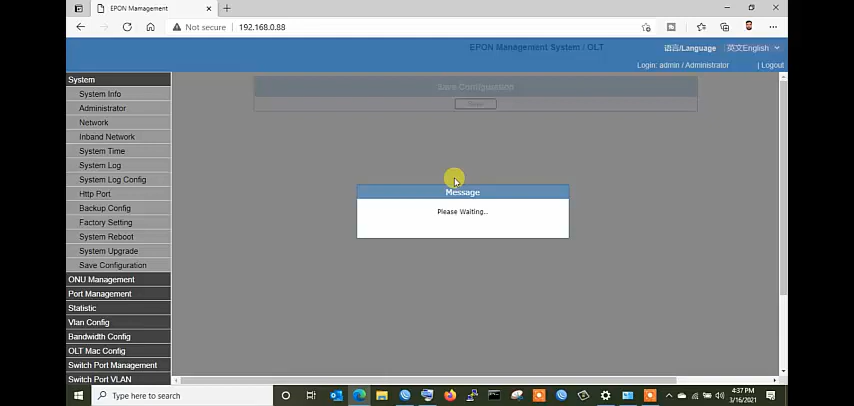 EPON Management
Not secure 192.168.0.88
EPON Management System / OLT
语言/Language 英文English
Login: admin / Administrator | Logout
System
System Info
Administrator
Network
Inband Network
System Time
System Log
System Log Config
Http Port
Backup Config
Factory Setting
System Reboot
System Upgrade
Save Configuration
ONU Management
Port Management
Statistic
Vlan Config
Bandwidth Config
OLT Mac Config
Switch Port Management
Switch Port VLAN
Save Configuration
Save
Message
Please Waiting...
Type here to search
4:37 PM
3/16/2021